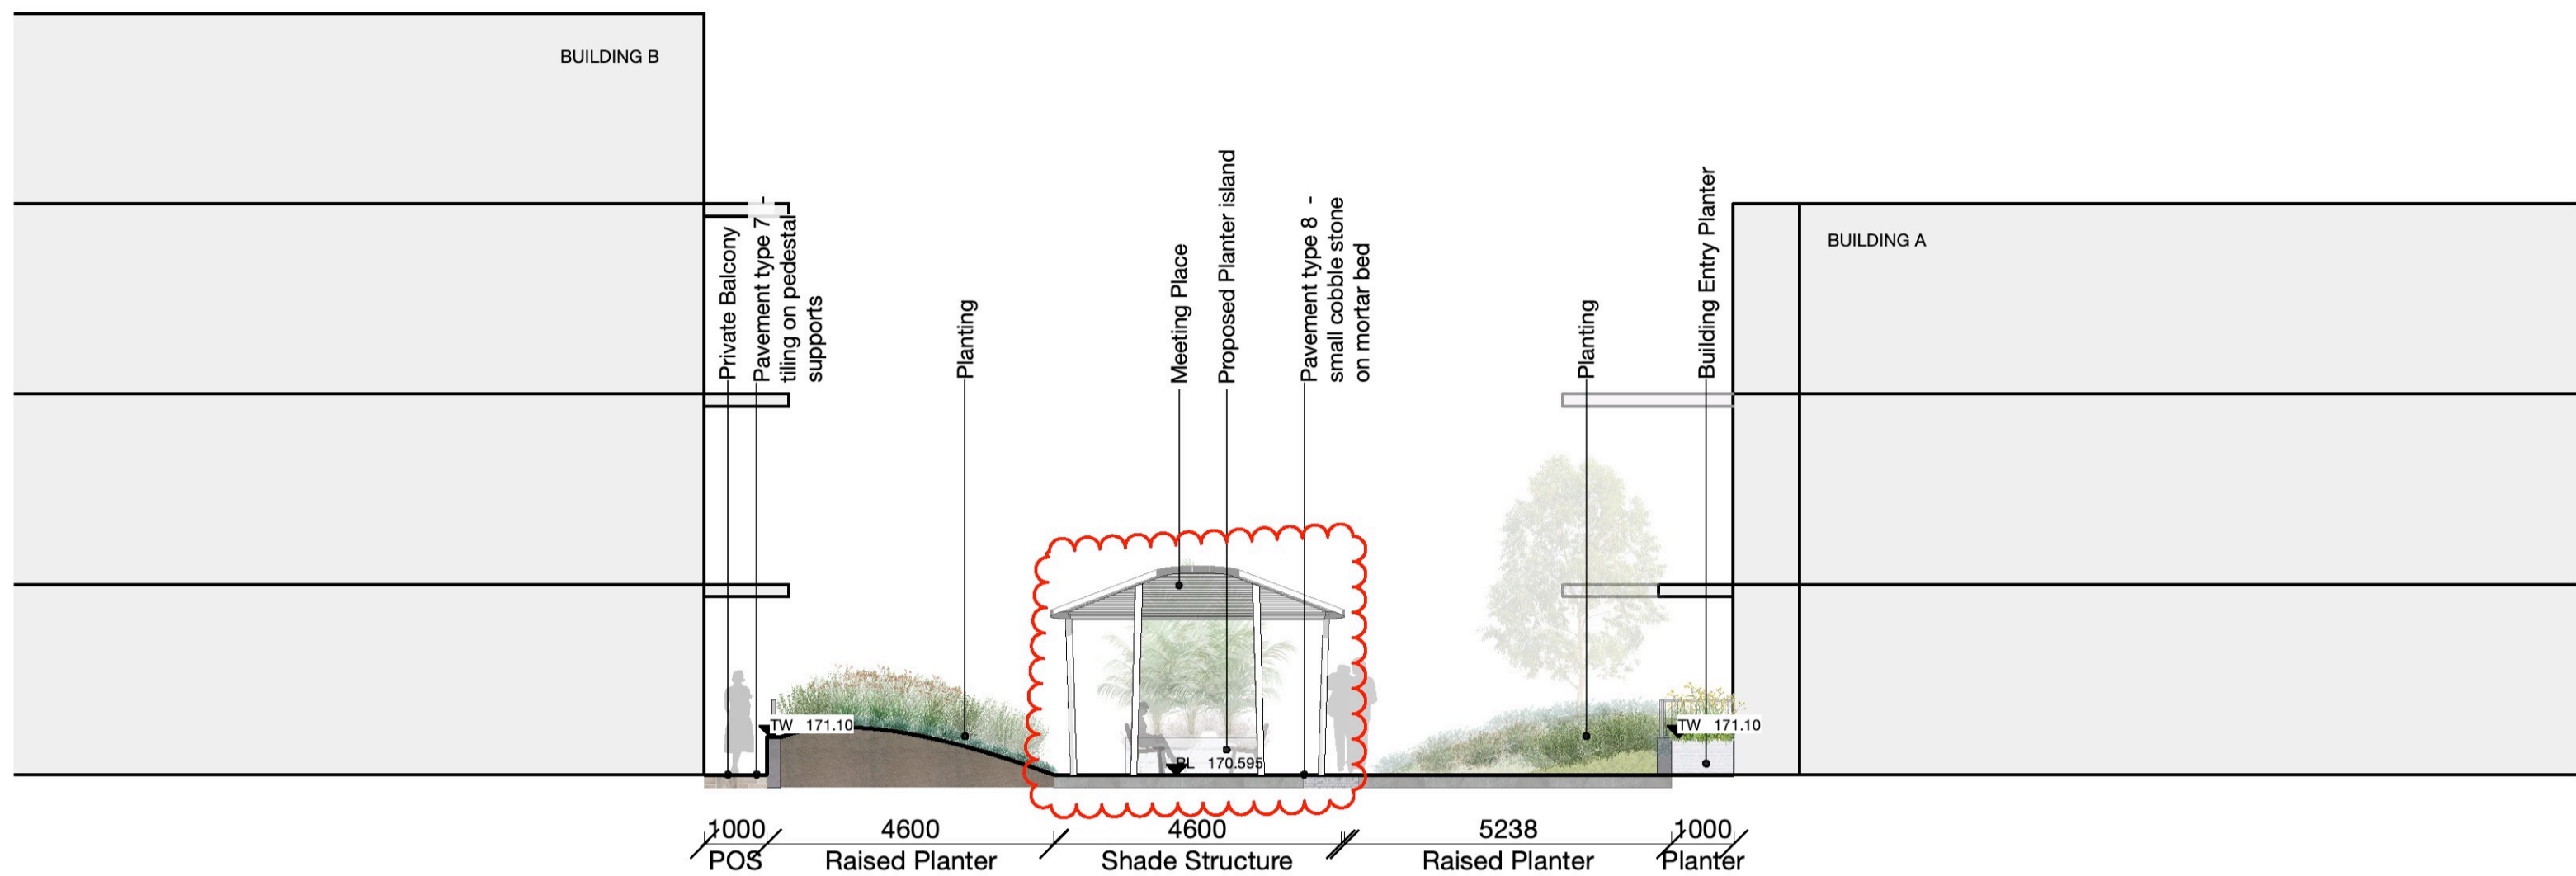 BUILDING B
BUILDING A
Private Balcony
Pavement type 7 -
tiling on pedestal
supports
Planting
Meeting Place
Proposed Planter island
Pavement type 8 -
small cobble stone
on mortar bed
Planting
Building Entry Planter
TW 171.10
RL 170.595
TW 171.10
1000
4600
4600
5238
1000
POS
Raised Planter
Shade Structure
Raised Planter
Planter